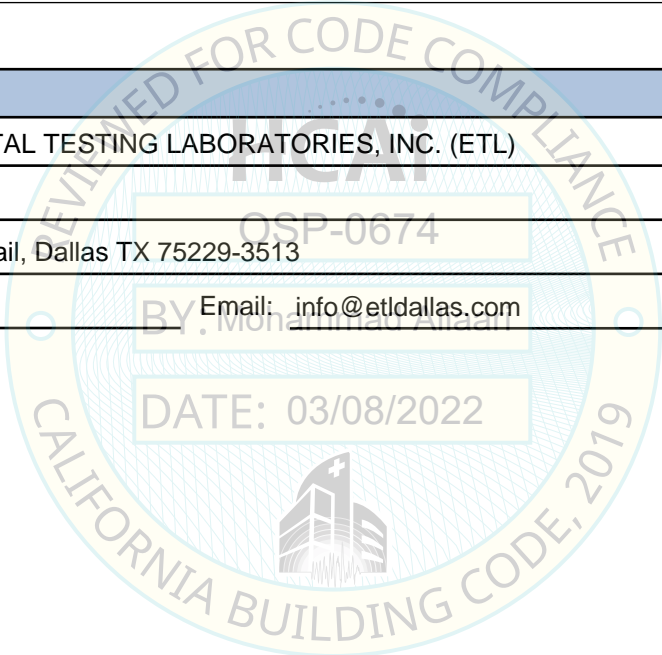 REVIEWED FOR CODE COMPLIANCE
HCAi
TAL TESTING LABORATORIES, INC. (ETL)
OSP-0674
ail, Dallas TX 75229-3513
Email: info@etldallas.com
BY: Mohammad Aliaari
DATE: 03/08/2022
CALIFORNIA BUILDING CODE, 2019